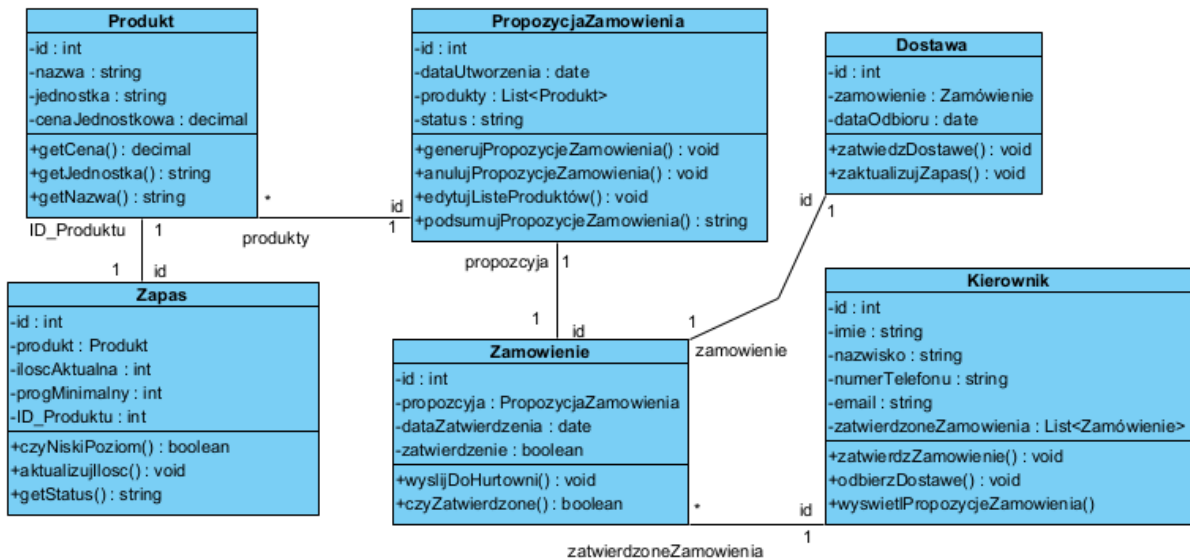 Produkt
-id : int
-nazwa : string
-jednostka : string
-cenaJednostkowa : decimal
+getCena() : decimal
+getJednostka() : string
+getNazwa() : string
PropozycjaZamowienia
-id : int
-dataUtworzenia : date
-produkty : List<Produkt>
-status : string
+generujPropozycjeZamowienia() : void
+anulujPropozycjeZamowienia() : void
+edytujListeProduktów() : void
+podsumujPropozycjeZamowienia() : string
Dostawa
-id : int
-zamowienie : Zamówienie
-dataOdbioru : date
+zatwiedzDostawe() : void
+zaktualizujZapas() : void
* id
produkty 1
ID_Produktu 1
1 id
propozcyja 1
1 id
id 1
1
zamowienie
Zapas
-id : int
-produkt : Produkt
-iloscAktualna : int
-progMinimalny : int
-ID_Produktu : int
+czyNiskiPoziom() : boolean
+aktualizujIlosc() : void
+getStatus() : string
Zamowienie
-id : int
-propozcyja : PropozycjaZamowienia
-dataZatwierdzenia : date
-zatwierdzenie : boolean
+wyslijDoHurtowni() : void
+czyZatwierdzone() : boolean
Kierownik
-id : int
-imie : string
-nazwisko : string
-numerTelefonu : string
-email : string
-zatwierdzoneZamowienia : List<Zamówienie>
+zatwierdzZamowienie() : void
+odbierzDostawe() : void
+wyswietlPropozycjeZamowienia()
* id
zatwierdzoneZamowienia 1